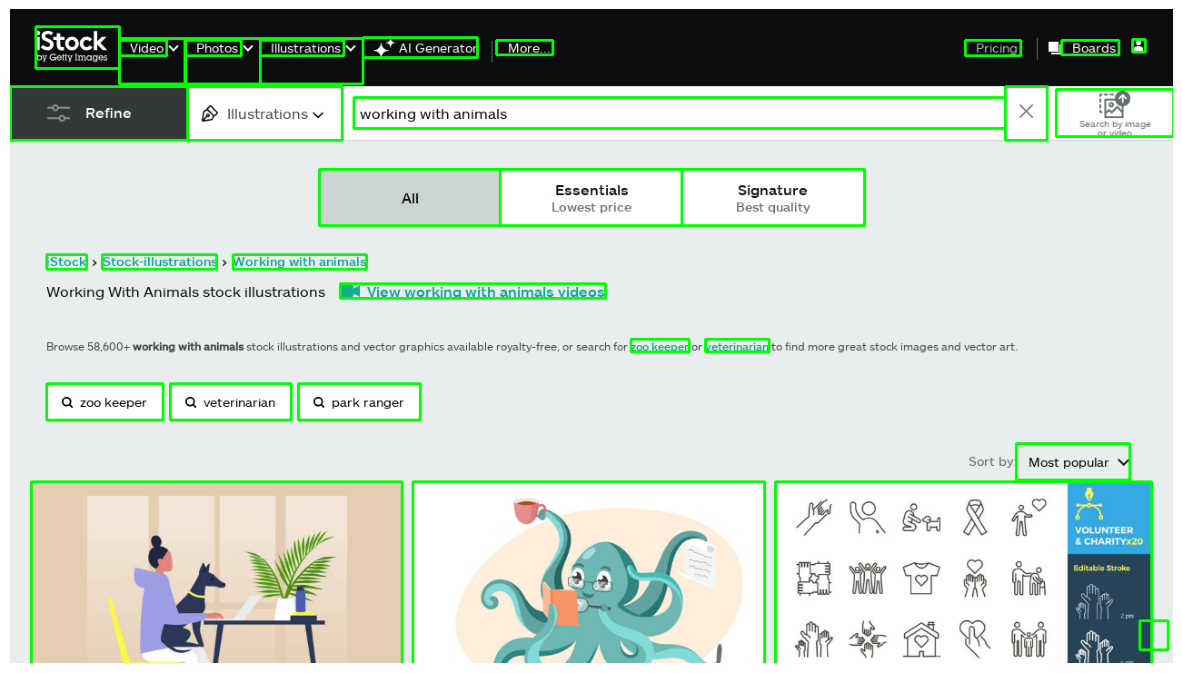 iStock
by Getty Images
Video
Photos
Illustrations
AI Generator
More...
Pricing
Boards
Refine
Illustrations
working with animals
Search by image
or video
All
Essentials
Lowest price
Signature
Best quality
iStock › Stock-illustrations › Working with animals
Working With Animals stock illustrations
View working with animals videos
Browse 58,600+ working with animals stock illustrations and vector graphics available royalty-free, or search for zoo keeper or veterinarian to find more great stock images and vector art.
zoo keeper
veterinarian
park ranger
Sort by:
Most popular
VOLUNTEER
& CHARITYx20
Editable Stroke
2 pm